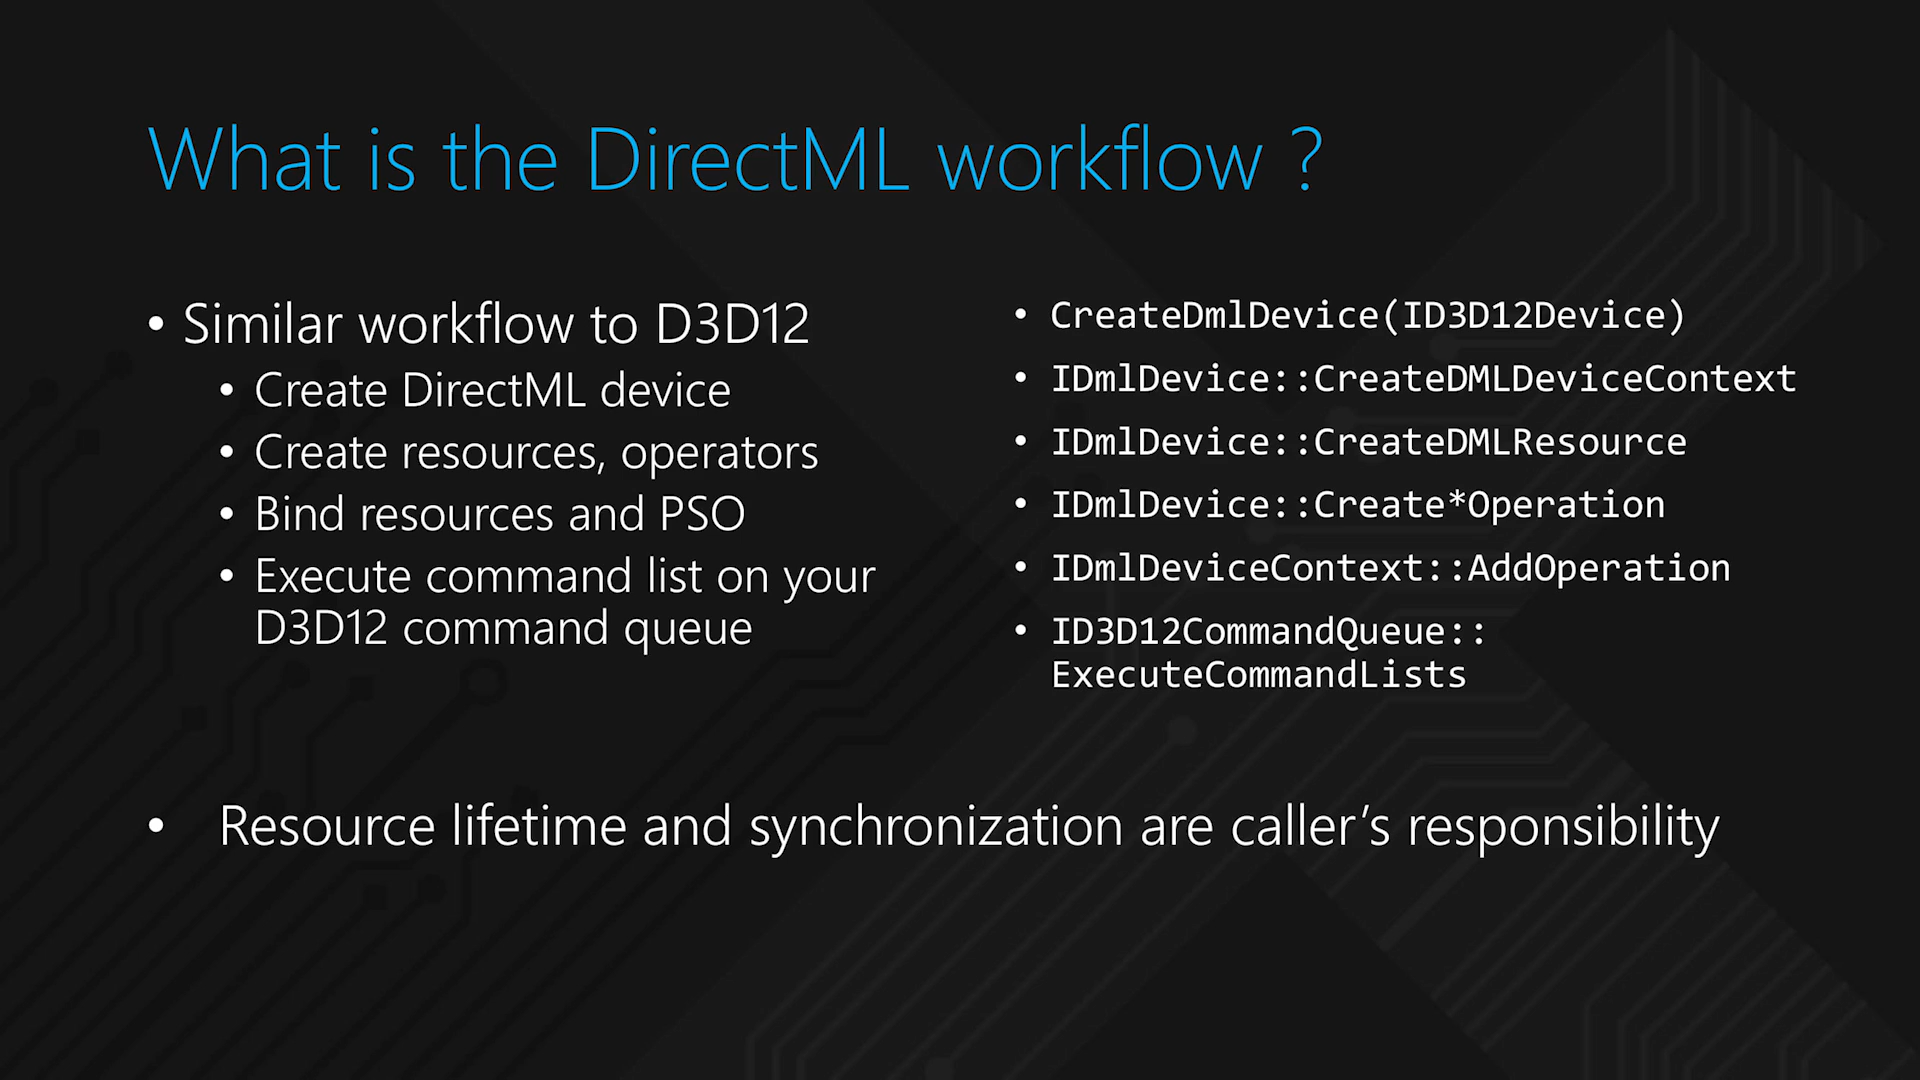 What is the DirectML workflow ?
• Similar workflow to D3D12
• Create DirectML device
• Create resources, operators
• Bind resources and PSO
• Execute command list on your
D3D12 command queue
• CreateDmlDevice(ID3D12Device)
• IDmlDevice::CreateDMLDeviceContext
• IDmlDevice::CreateDMLResource
• IDmlDevice::Create*Operation
• IDmlDeviceContext::AddOperation
• ID3D12CommandQueue::
ExecuteCommandLists
• Resource lifetime and synchronization are caller’s responsibility